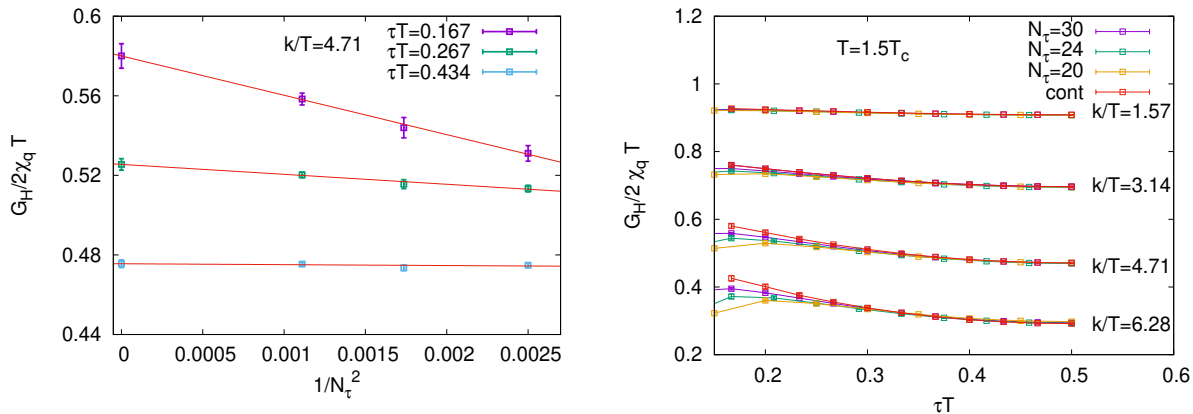 0.6
0.56
0.52
0.48
0.44
G_H/2χ_q T
k/T=4.71
τT=0.167
τT=0.267
τT=0.434
0 0.0005 0.001 0.0015 0.002 0.0025
1/N_τ^2
1.2
1
0.8
0.6
0.4
0.2
G_H/2 χ_q T
T=1.5T_c
N_τ=30
N_τ=24
N_τ=20
cont
k/T=1.57
k/T=3.14
k/T=4.71
k/T=6.28
0.2 0.3 0.4 0.5 0.6
τT